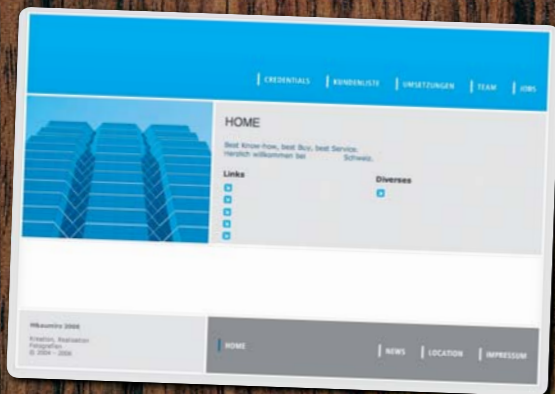 CREDENTIALS
KUNDENLISTE
UMSETZUNGEN
TEAM
JOBS
HOME
Best Know-how, best Buy, best Service.
Herzlich willkommen bei Schweiz.
Links
Diverses
2006
Kreation, Realisation
Fotografien
© 2004 – 2006
HOME
NEWS
LOCATION
IMPRESSUM